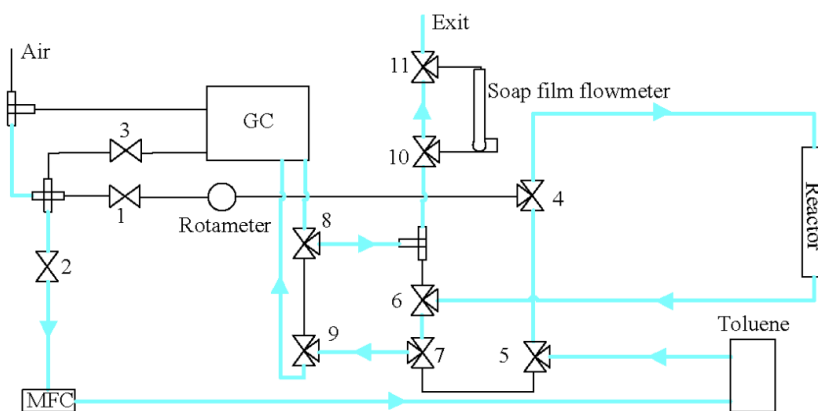 Exit
Air
11
Soap film flowmeter
GC
3
10
Reactor
4
1
Rotameter
8
2
6
Toluene
9
7
5
MFC